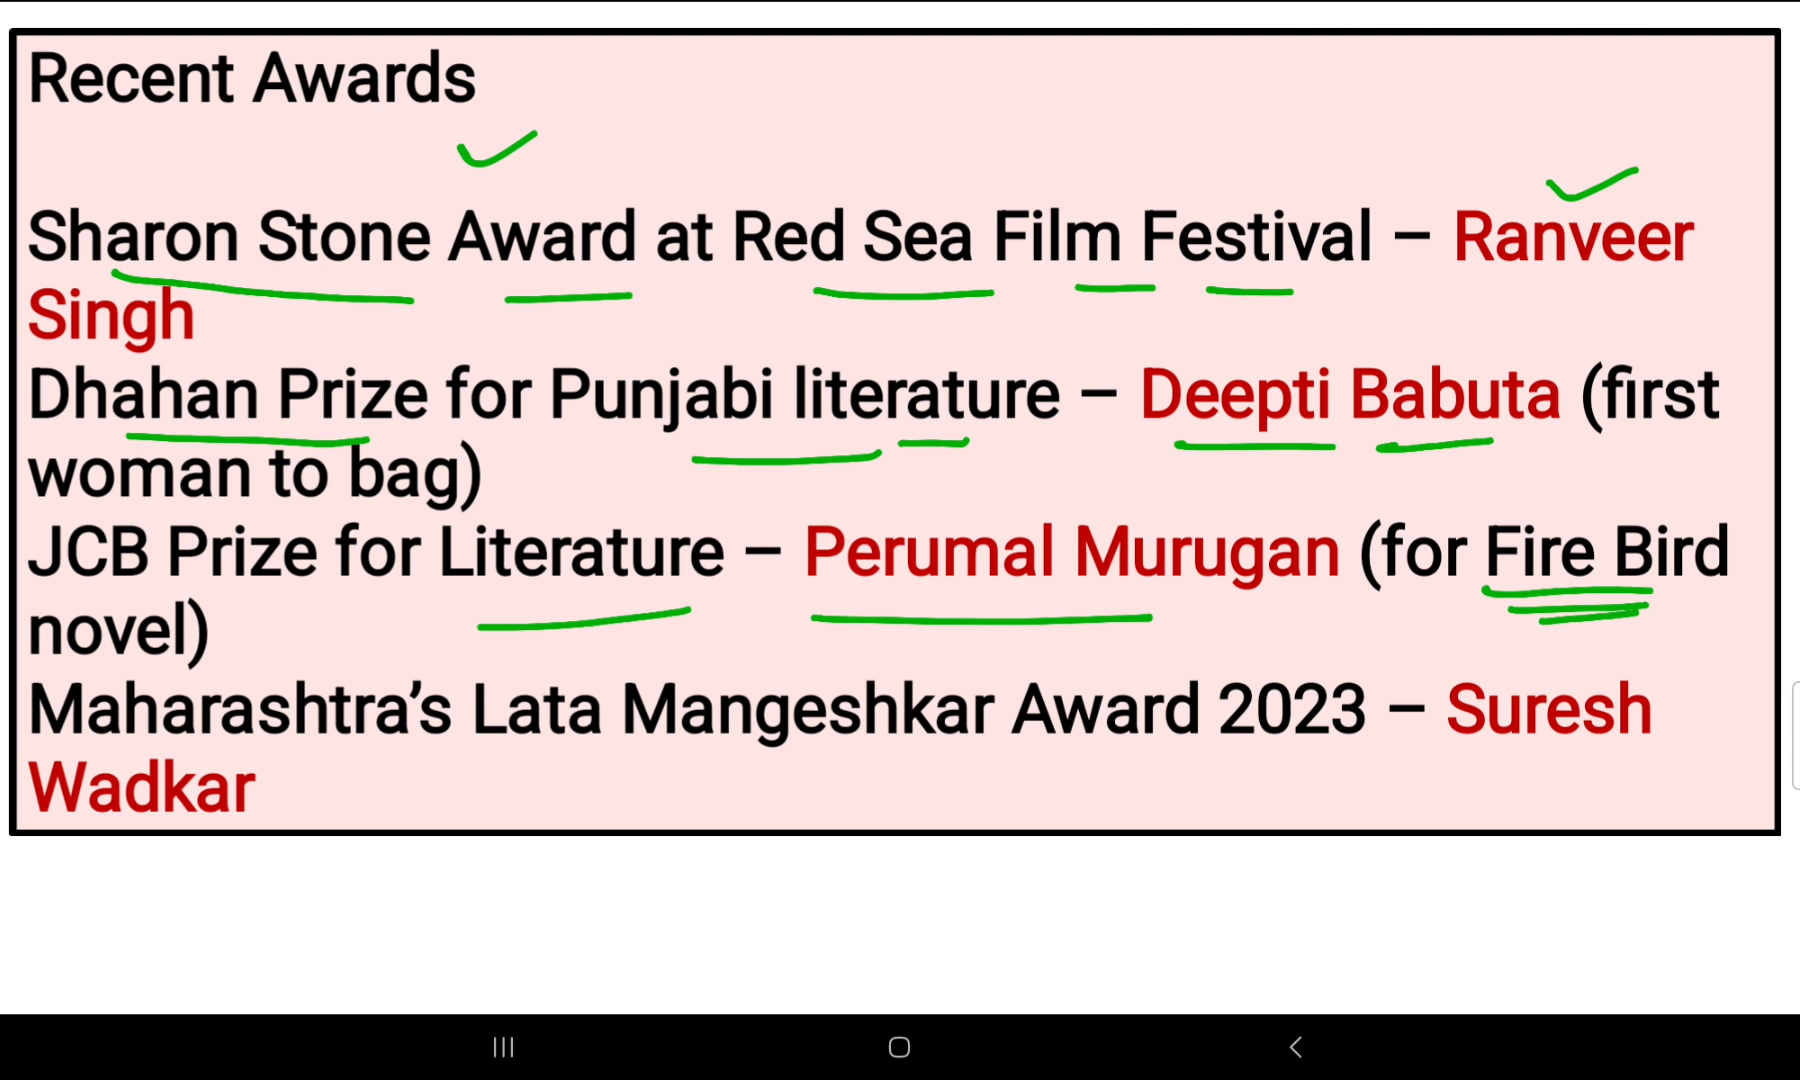 Recent Awards
Sharon Stone Award at Red Sea Film Festival – Ranveer
Singh
Dhahan Prize for Punjabi literature – Deepti Babuta (first
woman to bag)
JCB Prize for Literature – Perumal Murugan (for Fire Bird
novel)
Maharashtra’s Lata Mangeshkar Award 2023 – Suresh
Wadkar